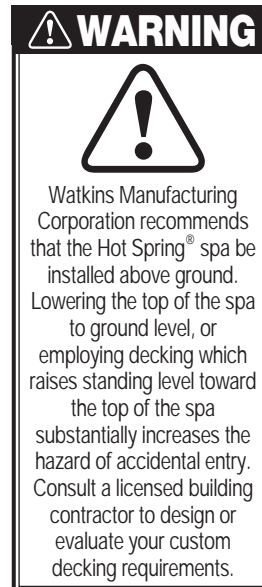 WARNING
Watkins Manufacturing
Corporation recommends
that the Hot Spring® spa be
installed above ground.
Lowering the top of the spa
to ground level, or
employing decking which
raises standing level toward
the top of the spa
substantially increases the
hazard of accidental entry.
Consult a licensed building
contractor to design or
evaluate your custom
decking requirements.